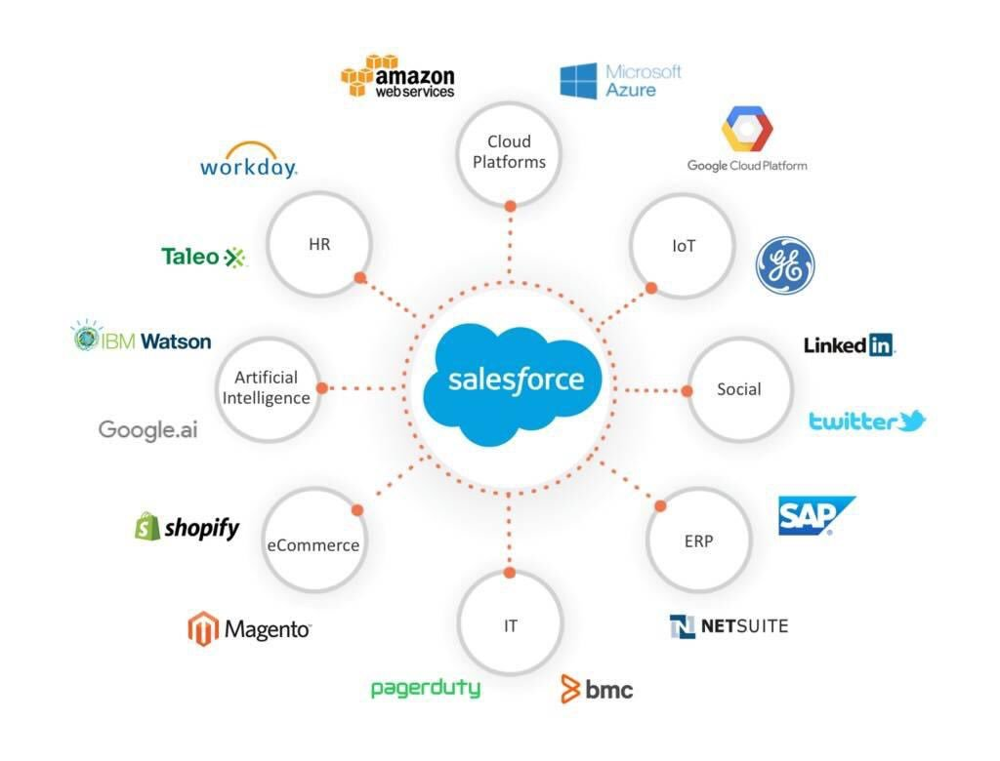 amazon
web services
Microsoft
Azure
Cloud
Platforms
Google Cloud Platform
workday.
HR
IoT
Taleo
GE
IBM Watson
Linked in
salesforce
Artificial
Intelligence
Social
Google.ai
twitter
shopify
eCommerce
ERP
SAP
Magento
IT
NETSUITE
pagerduty
bmc